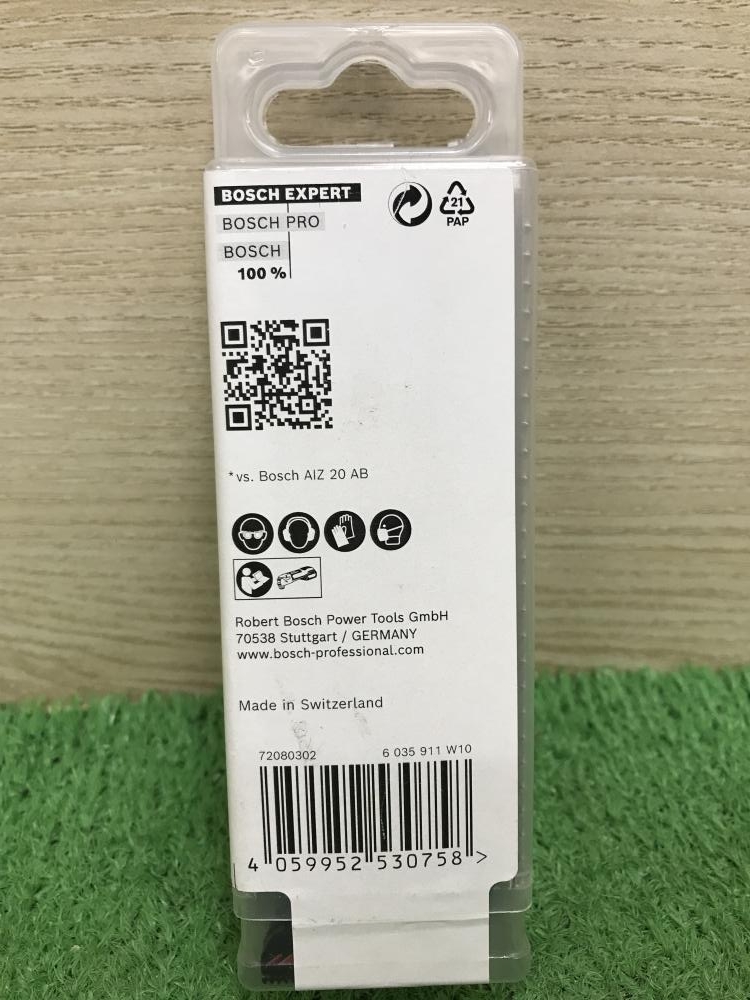 BOSCH EXPERT
BOSCH PRO
BOSCH
100 %
21
PAP
*vs. Bosch AIZ 20 AB
Robert Bosch Power Tools GmbH
70538 Stuttgart / GERMANY
www.bosch-professional.com
Made in Switzerland
72080302 6 035 911 W10
4 059952 530758 >